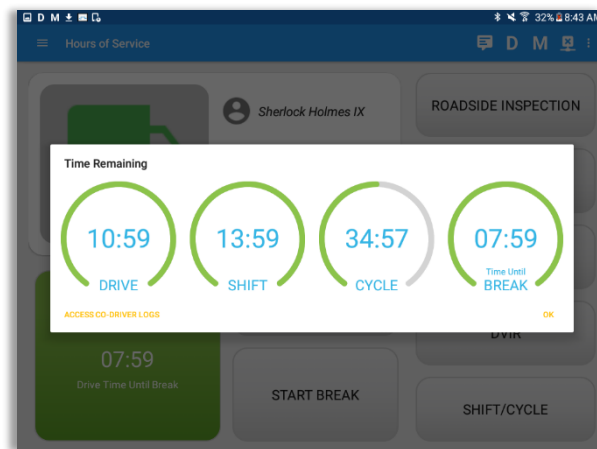 D M
32% 8:43 AM
Hours of Service
D M
Sherlock Holmes IX
ROADSIDE INSPECTION
Time Remaining
10:59
DRIVE
13:59
SHIFT
34:57
CYCLE
07:59
Time Until
BREAK
ACCESS CO-DRIVER LOGS
OK
DVIR
07:59
Drive Time Until Break
START BREAK
SHIFT/CYCLE